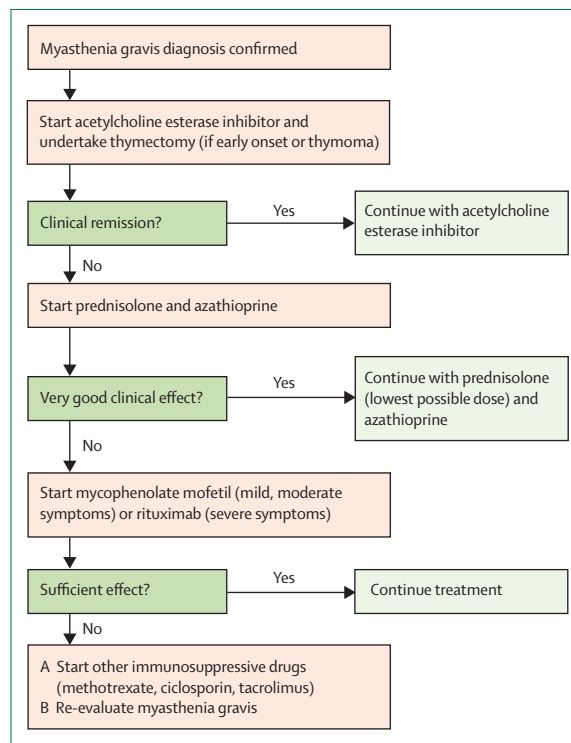 Myasthenia gravis diagnosis confirmed
Start acetylcholine esterase inhibitor and
undertake thymectomy (if early onset or thymoma)
Clinical remission?
Yes
Continue with acetylcholine
esterase inhibitor
No
Start prednisolone and azathioprine
Very good clinical effect?
Yes
Continue with prednisolone
(lowest possible dose) and
azathioprine
No
Start mycophenolate mofetil (mild, moderate
symptoms) or rituximab (severe symptoms)
Sufficient effect?
Yes
Continue treatment
No
A Start other immunosuppressive drugs
(methotrexate, ciclosporin, tacrolimus)
B Re-evaluate myasthenia gravis